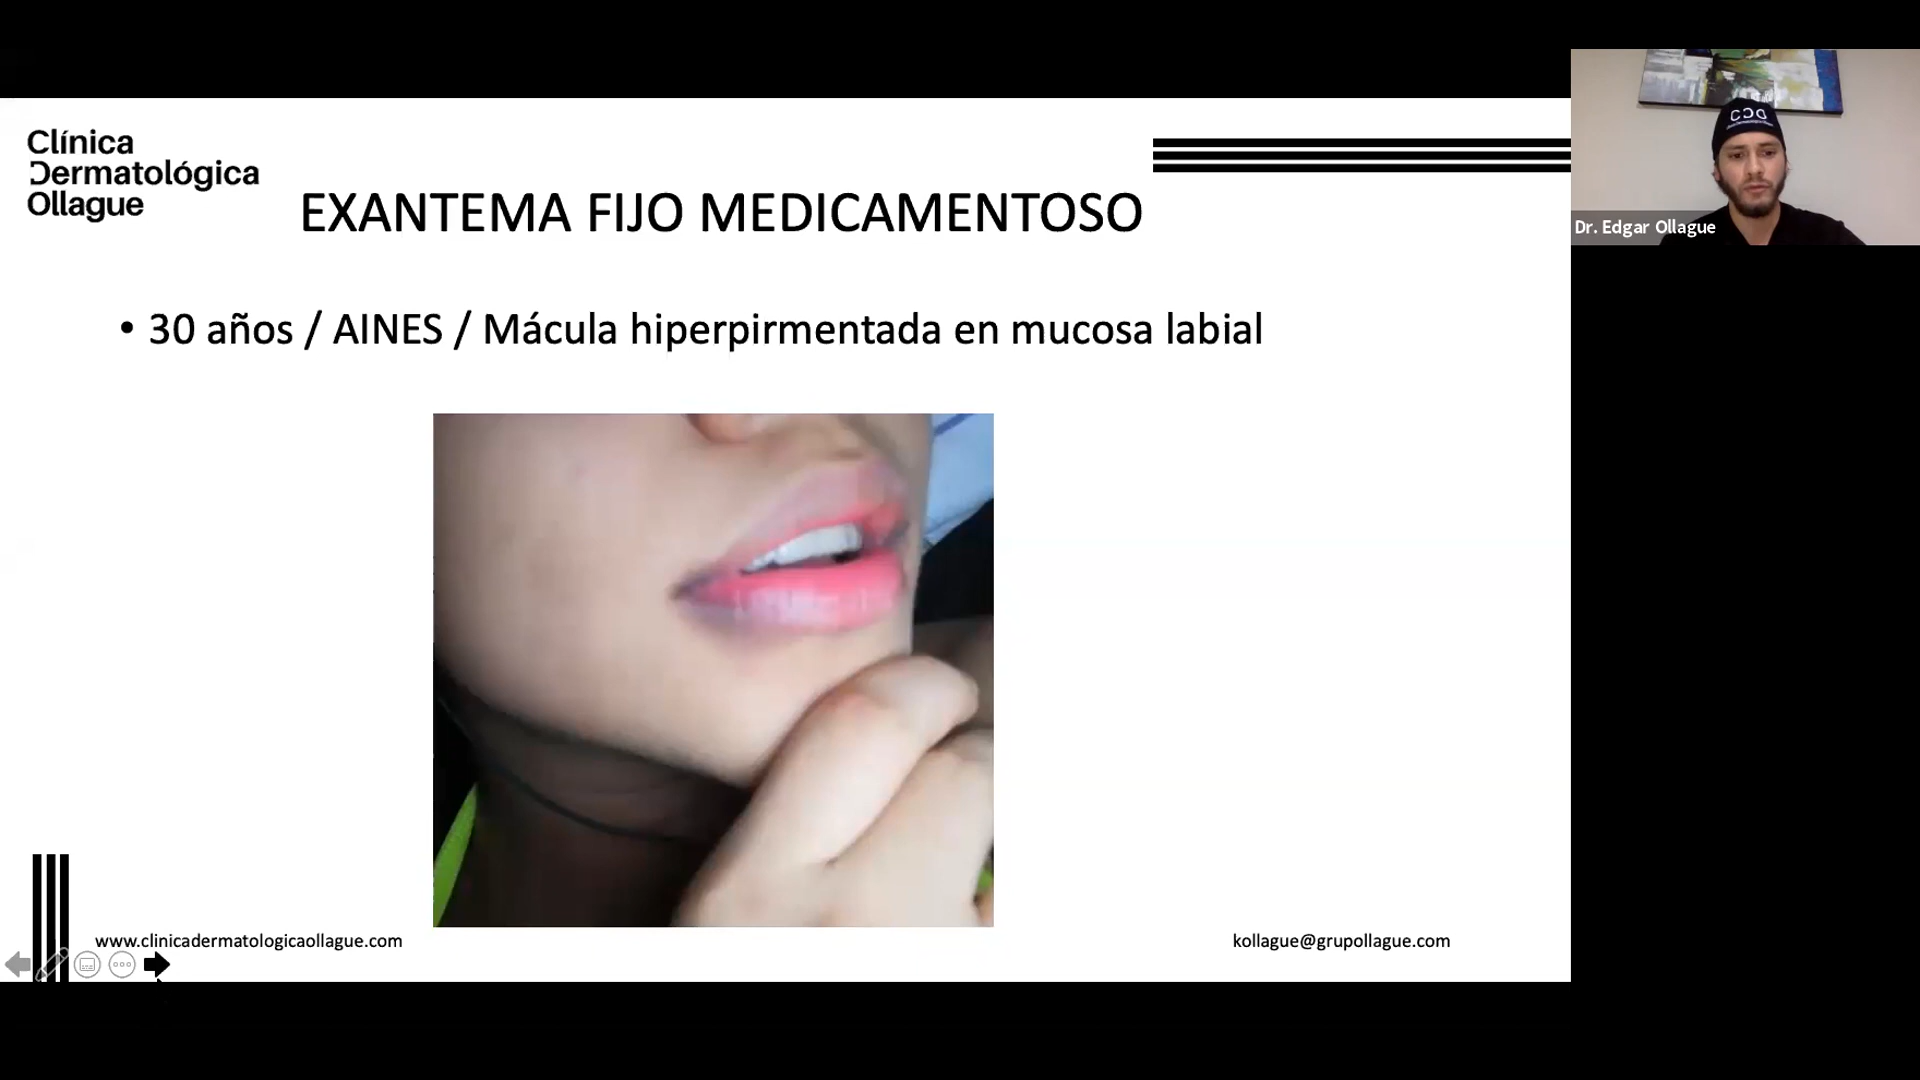 Clínica
Dermatológica
Ollague
EXANTEMA FIJO MEDICAMENTOSO
• 30 años / AINES / Mácula hiperpirmentada en mucosa labial
www.clinicadermatologicaollague.com
kollague@grupollague.com
CDO
Dr. Edgar Ollague